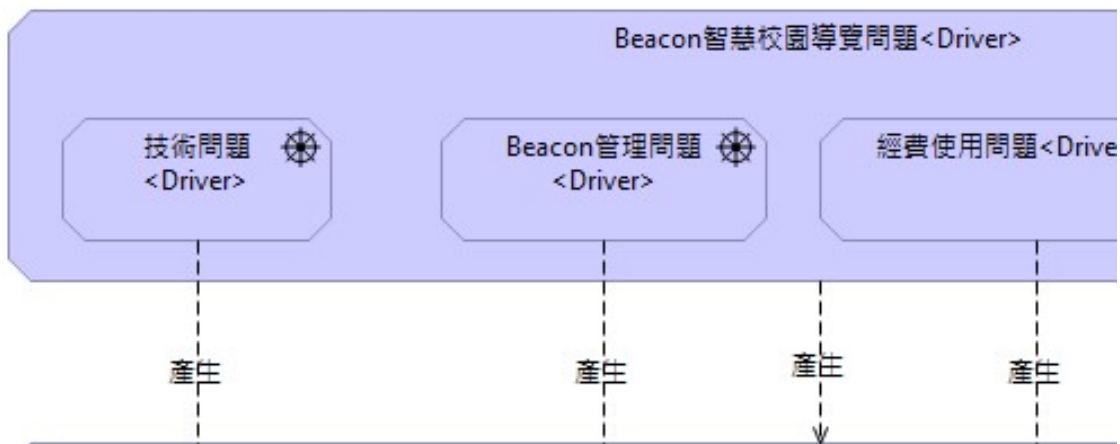 Beacon智慧校園導覽問題<Driver>
技術問題
<Driver>
Beacon管理問題
<Driver>
經費使用問題<Drive
產生
產生
產生
產生